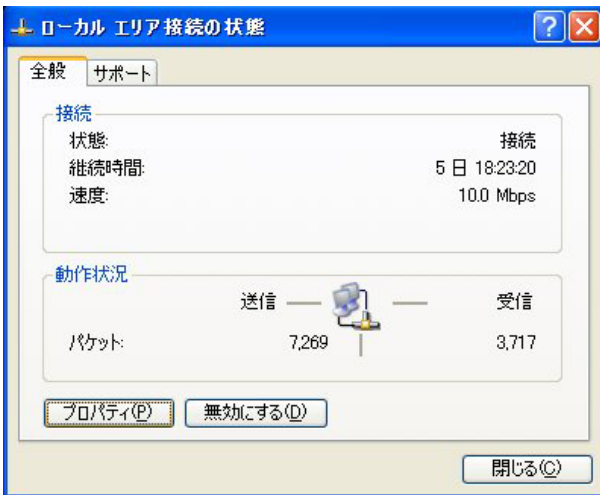 ローカル エリア接続の状態
全般 サポート
接続
状態: 接続
継続時間: 5 日 18:23:20
速度: 10.0 Mbps
動作状況
送信 受信
パケット: 7,269 3,717
プロパティ(P) 無効にする(D)
閉じる(C)